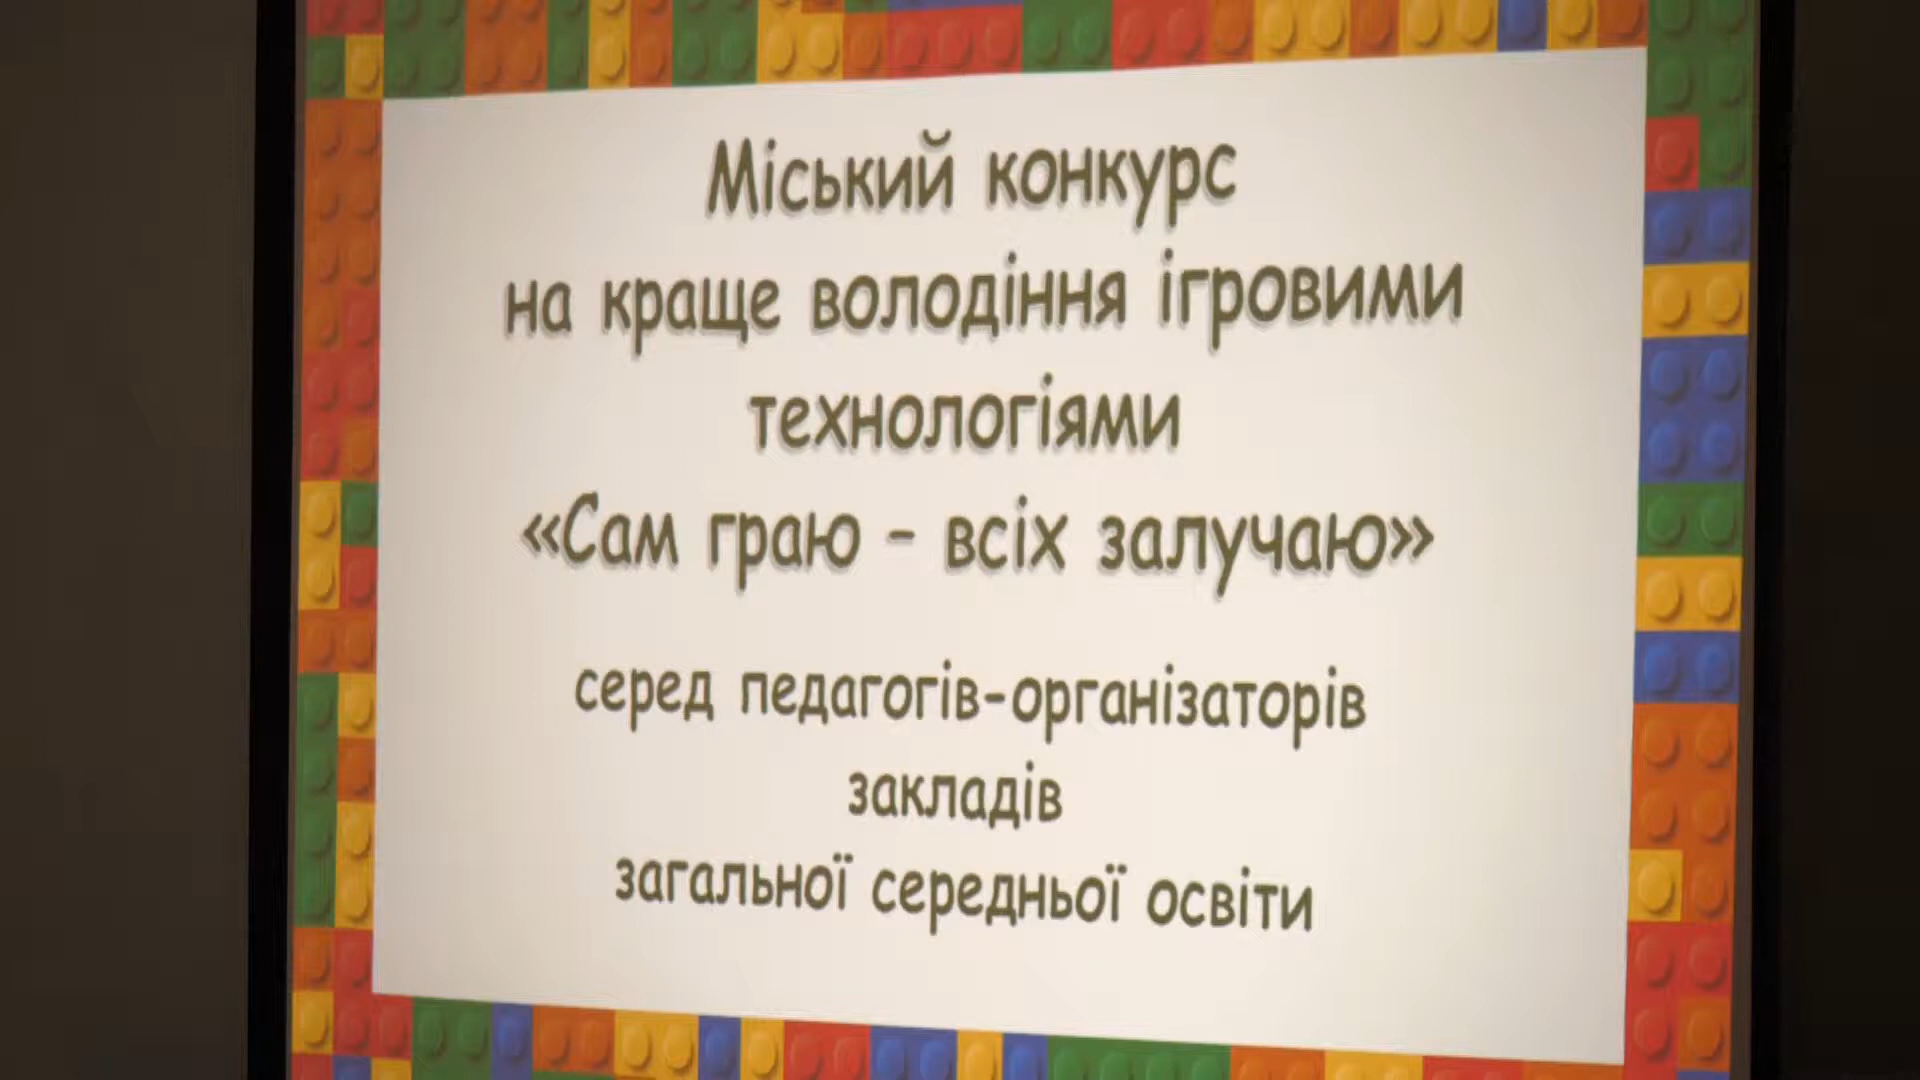 Міський конкурс
на краще володіння ігровими
технологіями
«Сам граю - всіх залучаю»
серед педагогів-організаторів
закладів
загальної середньої освіти